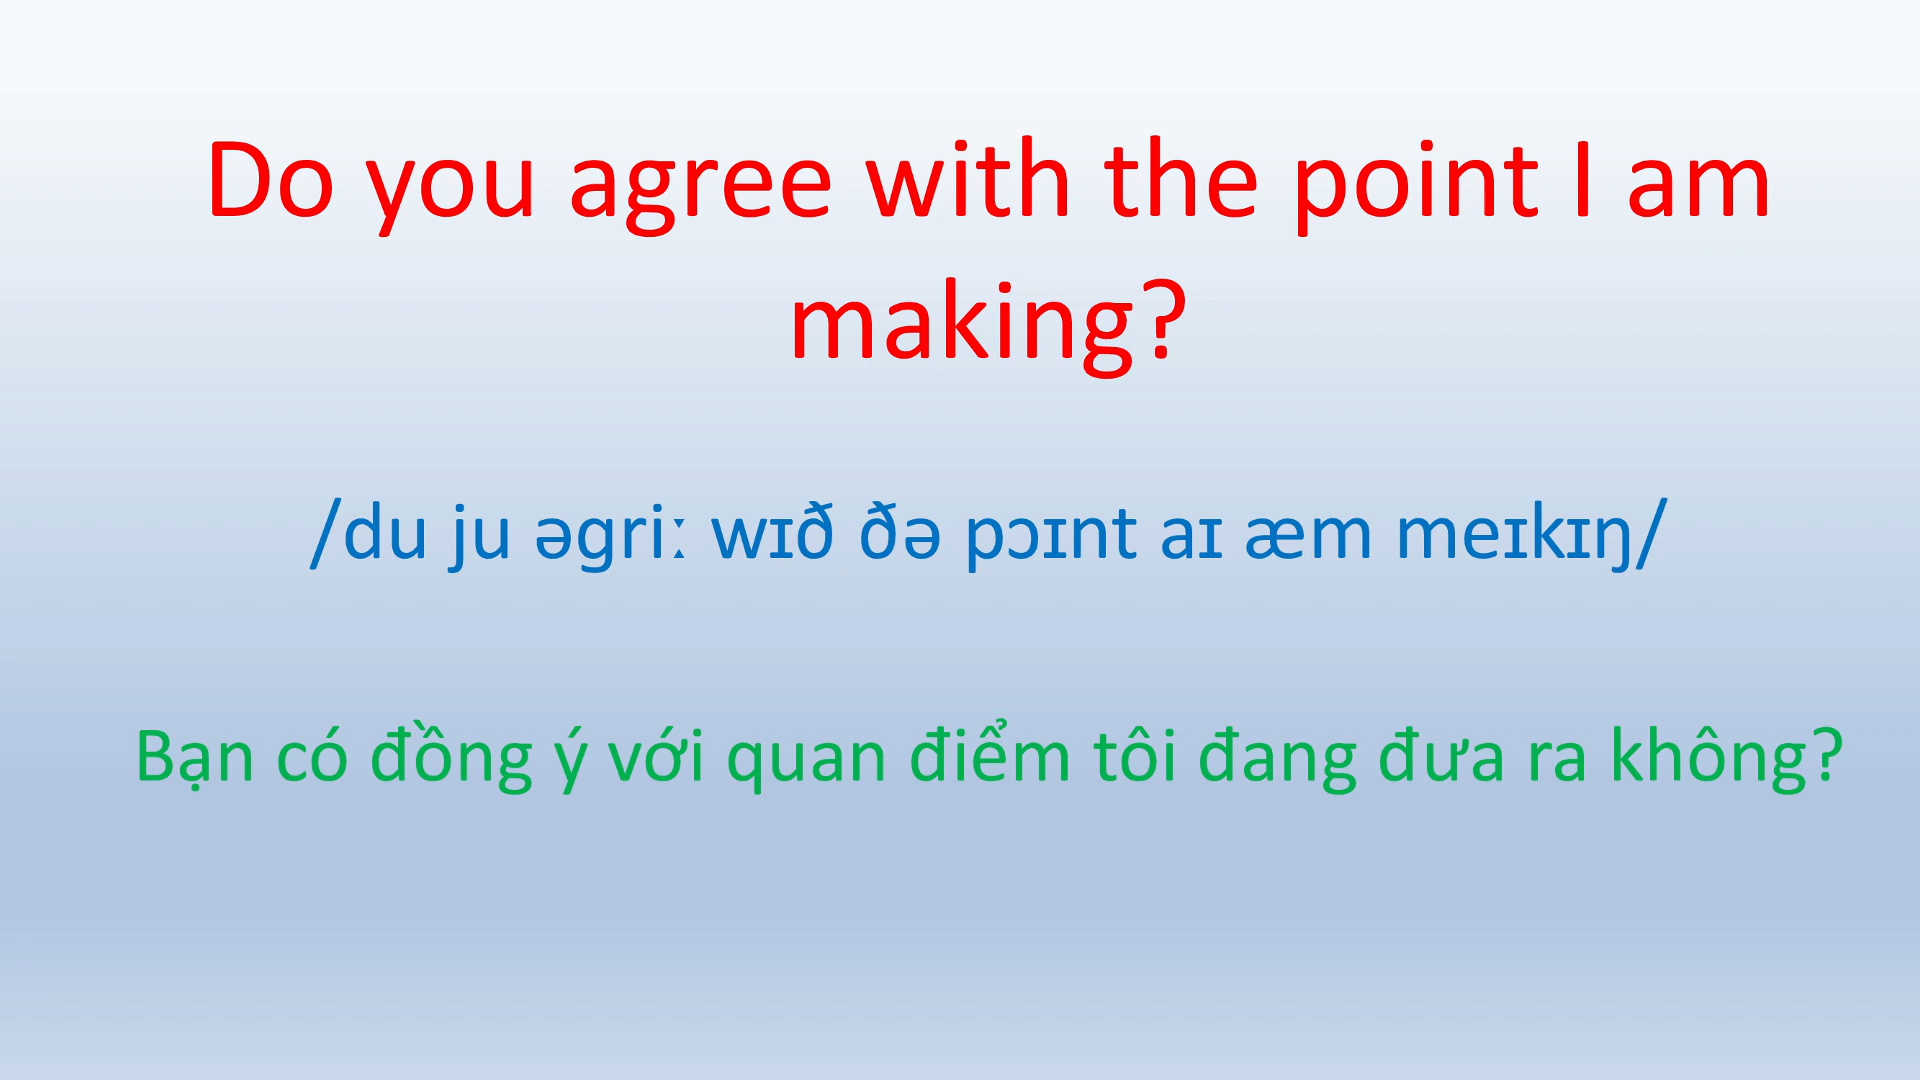 Do you agree with the point I am
making?
/du ju əgriː wɪð ðə pɔɪnt aɪ æm meɪkɪŋ/
Bạn có đồng ý với quan điểm tôi đang đưa ra không?